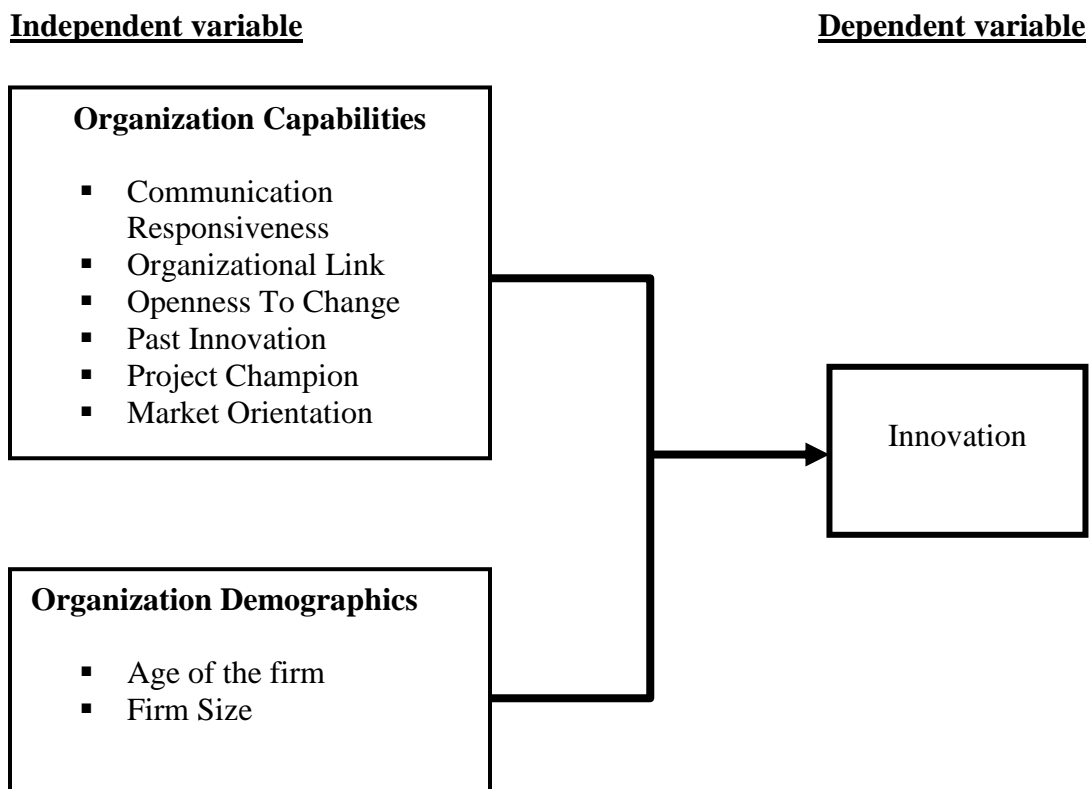 Independent variable
Dependent variable
Organization Capabilities
▪ Communication
Responsiveness
▪ Organizational Link
▪ Openness To Change
▪ Past Innovation
▪ Project Champion
▪ Market Orientation
Innovation
Organization Demographics
▪ Age of the firm
▪ Firm Size